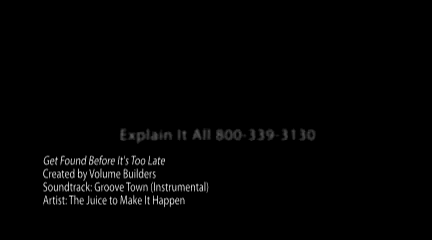 Explain It All 800-339-3130
Get Found Before It's Too Late
Created by Volume Builders
Soundtrack: Groove Town (Instrumental)
Artist: The Juice to Make It Happen